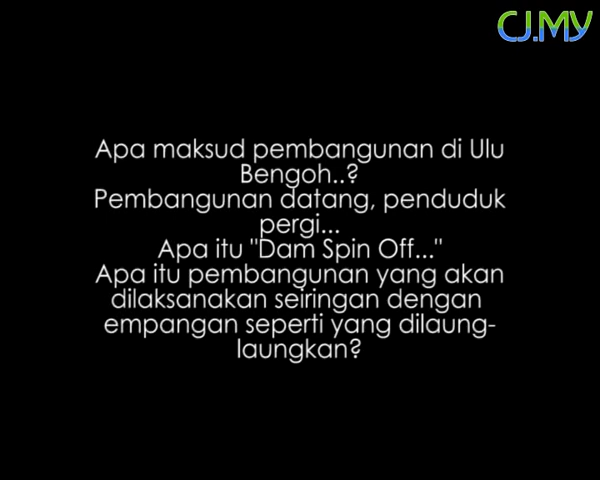 CJ.MY
Apa maksud pembangunan di Ulu
Bengoh..?
Pembangunan datang, penduduk
pergi...
Apa itu "Dam Spin Off..."
Apa itu pembangunan yang akan
dilaksanakan seiringan dengan
empangan seperti yang dilaung-
laungkan?